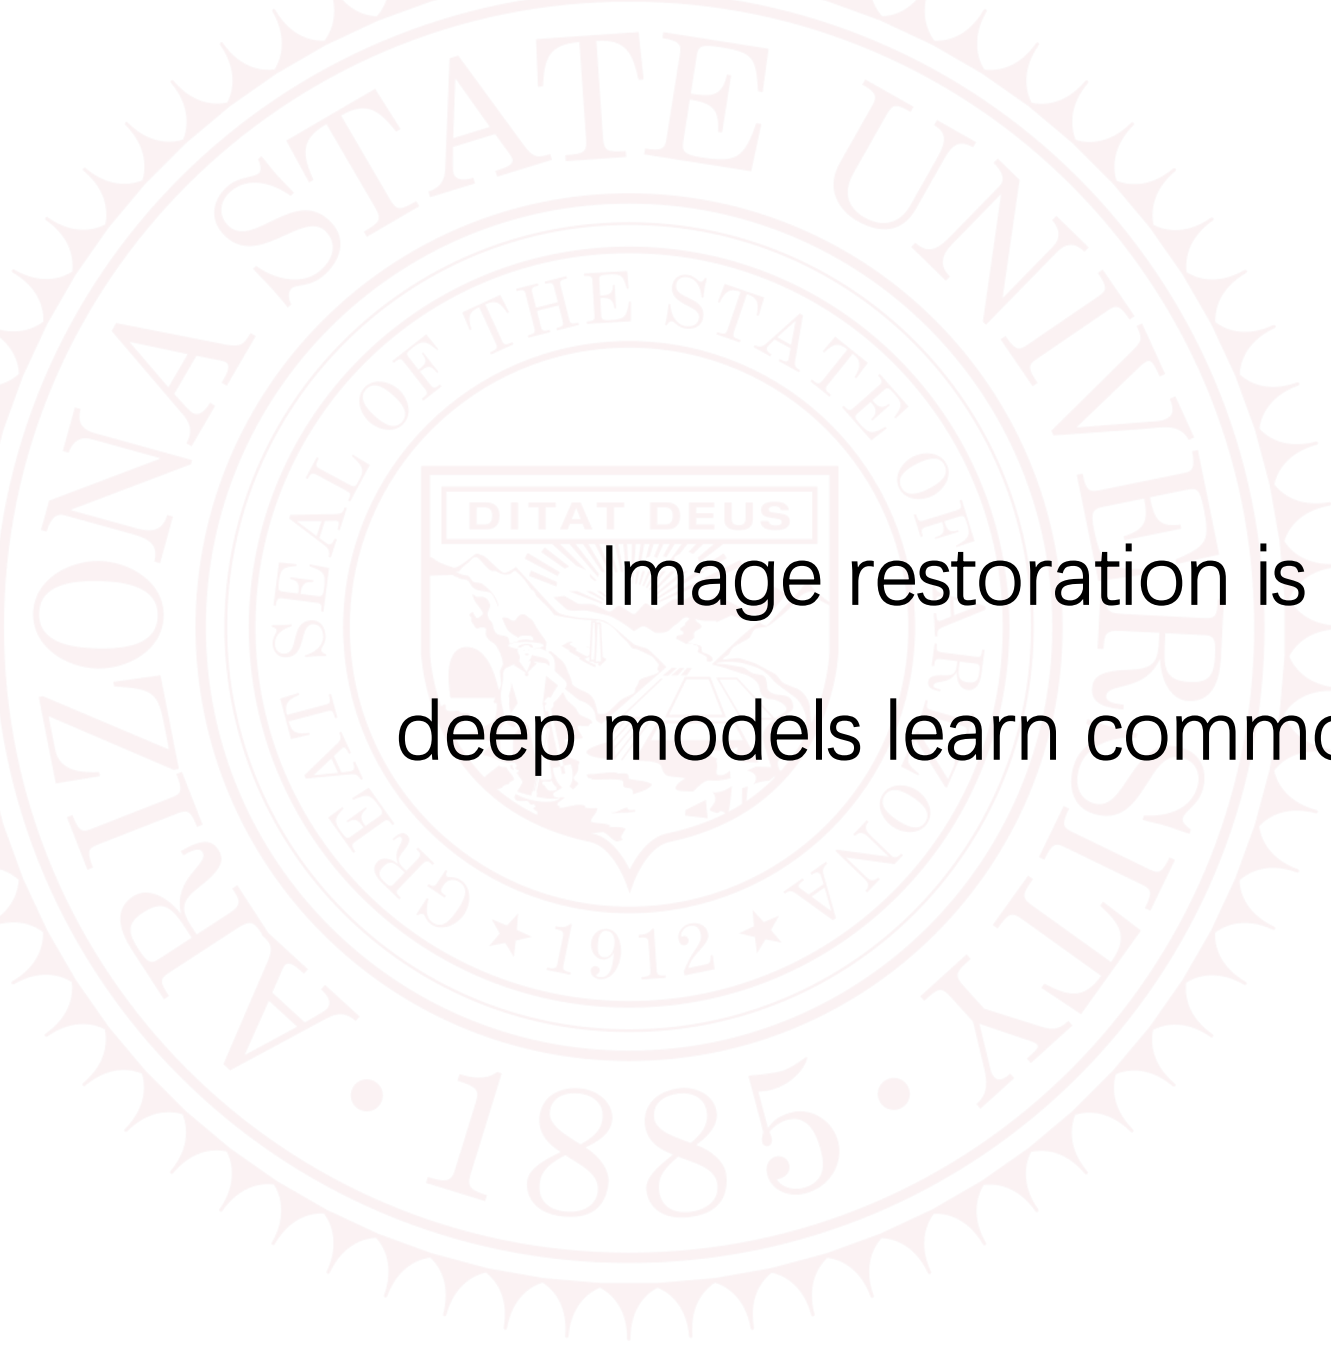 ARIZONA STATE UNIVERSITY
GREAT SEAL OF THE STATE OF ARIZONA
DITAT DEUS
Image restoration is
deep models learn commo
★ 1912 ★
• 1885 •